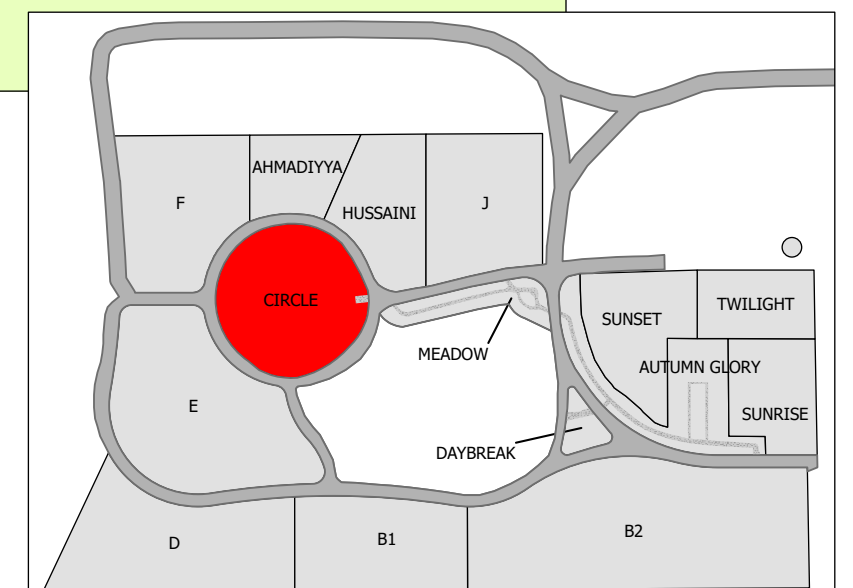 AHMADIYYA
F
HUSSAINI
J
CIRCLE
TWILIGHT
SUNSET
MEADOW
AUTUMN GLORY
E
SUNRISE
DAYBREAK
D
B1
B2